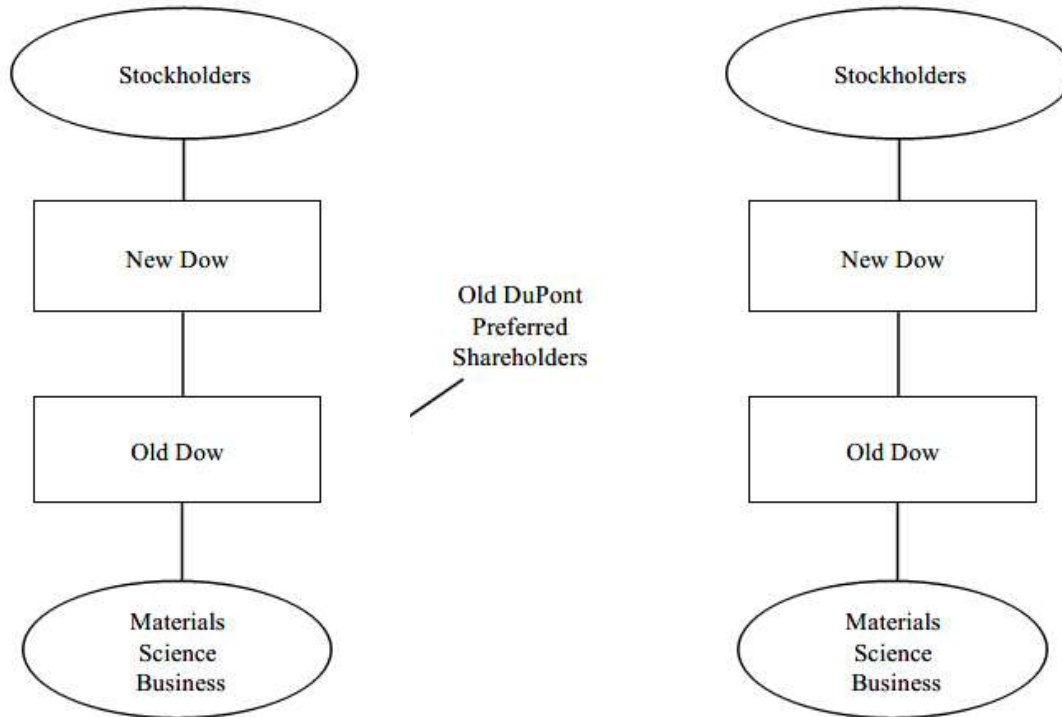 Stockholders
New Dow
Old Dow
Materials
Science
Business
Old DuPont
Preferred
Shareholders
Stockholders
New Dow
Old Dow
Materials
Science
Business